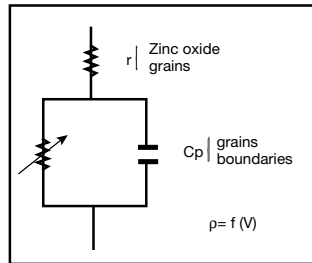 r Zinc oxide
grains
Cp grains
boundaries
ρ= f (V)